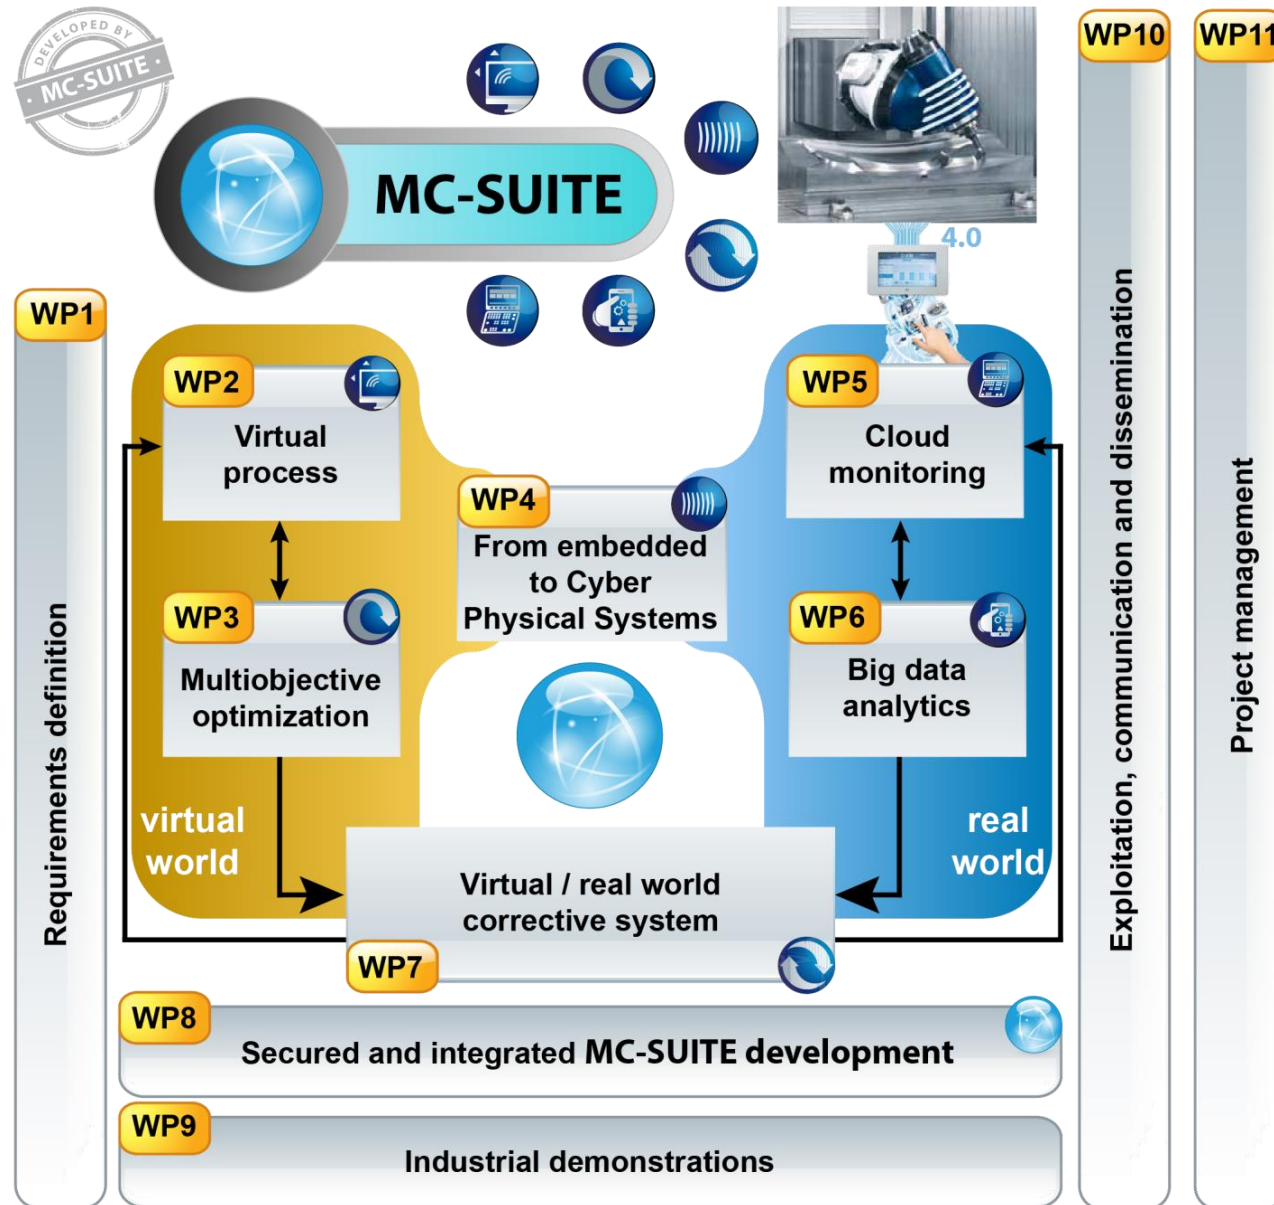 DEVELOPED BY
MC-SUITE
MC-SUITE
4.0
WP1
Requirements definition
WP2
Virtual
process
WP3
Multiobjective
optimization
virtual
world
WP4
From embedded
to Cyber
Physical Systems
WP5
Cloud
monitoring
WP6
Big data
analytics
real
world
Virtual / real world
corrective system
WP7
WP8
Secured and integrated MC-SUITE development
WP9
Industrial demonstrations
WP10
Exploitation, communication and dissemination
WP11
Project management